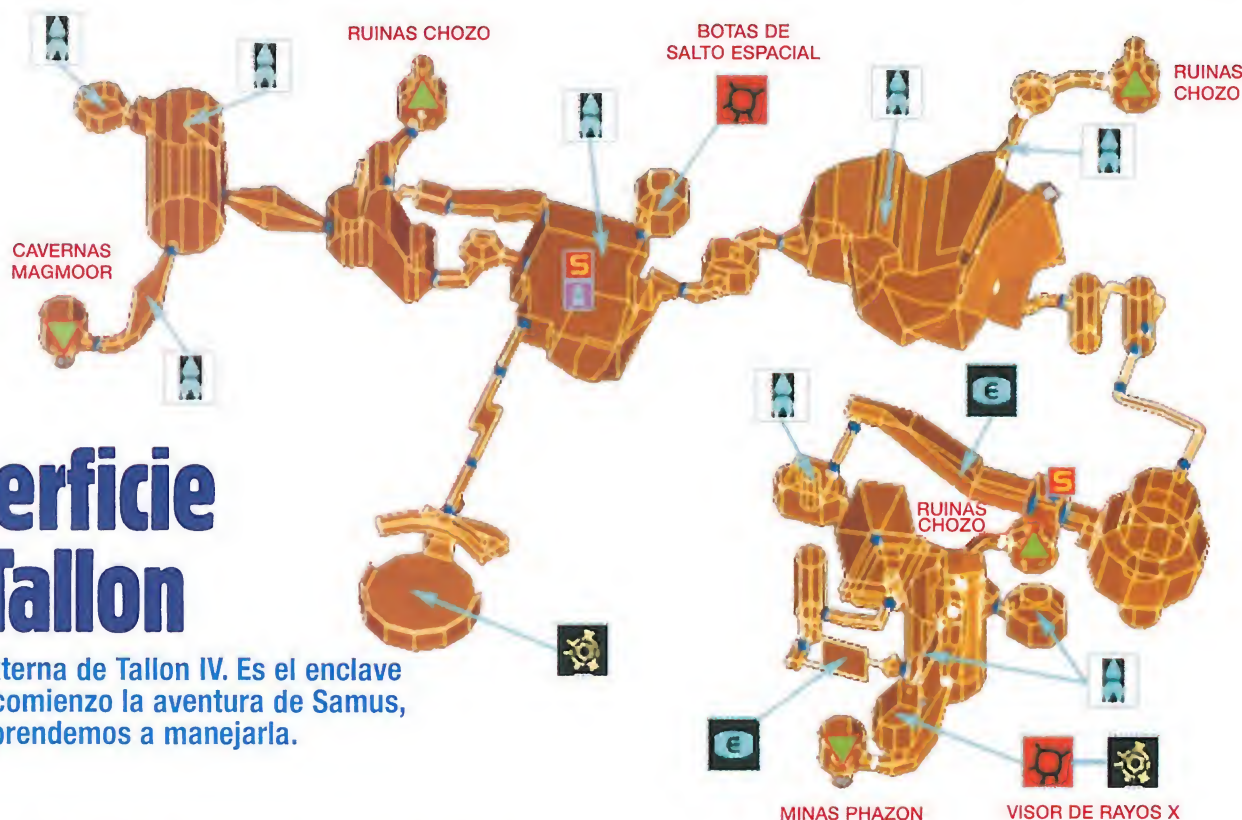 RUINAS CHOZO
BOTAS DE
SALTO ESPACIAL
RUINAS
CHOZO
CAVERNAS
MAGMOOR
S
S
RUINAS
CHOZO
erficie
Tallon
terna de Tallon IV. Es el enclave
comienzo la aventura de Samus,
prendemos a manejarla.
MINAS PHAZON
VISOR DE RAYOS X